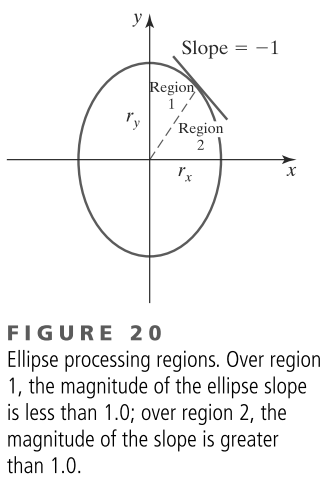 y
Slope = −1
Region
1
r_y
Region
2
r_x
x
FIGURE 20
Ellipse processing regions. Over region
1, the magnitude of the ellipse slope
is less than 1.0; over region 2, the
magnitude of the slope is greater
than 1.0.